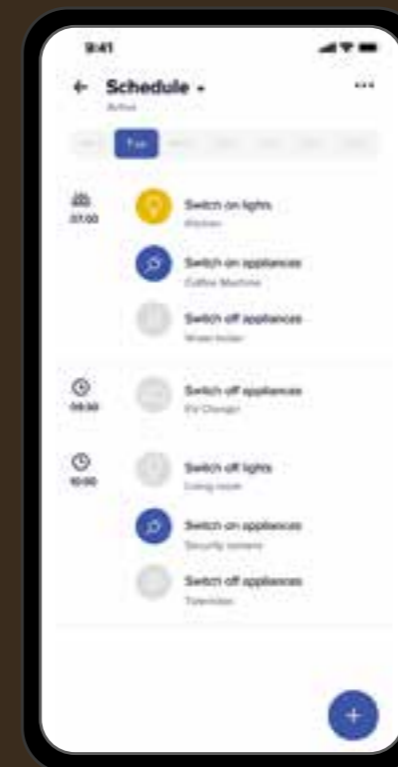 9:41
Schedule
Active
Tue
07:00
Switch on lights
Kitchen
Switch on appliances
Coffee Machine
Switch off appliances
Water boiler
Switch off appliances
EV Charger
10:00
Switch off lights
Living room
Switch on appliances
Security camera
Switch off appliances
Television